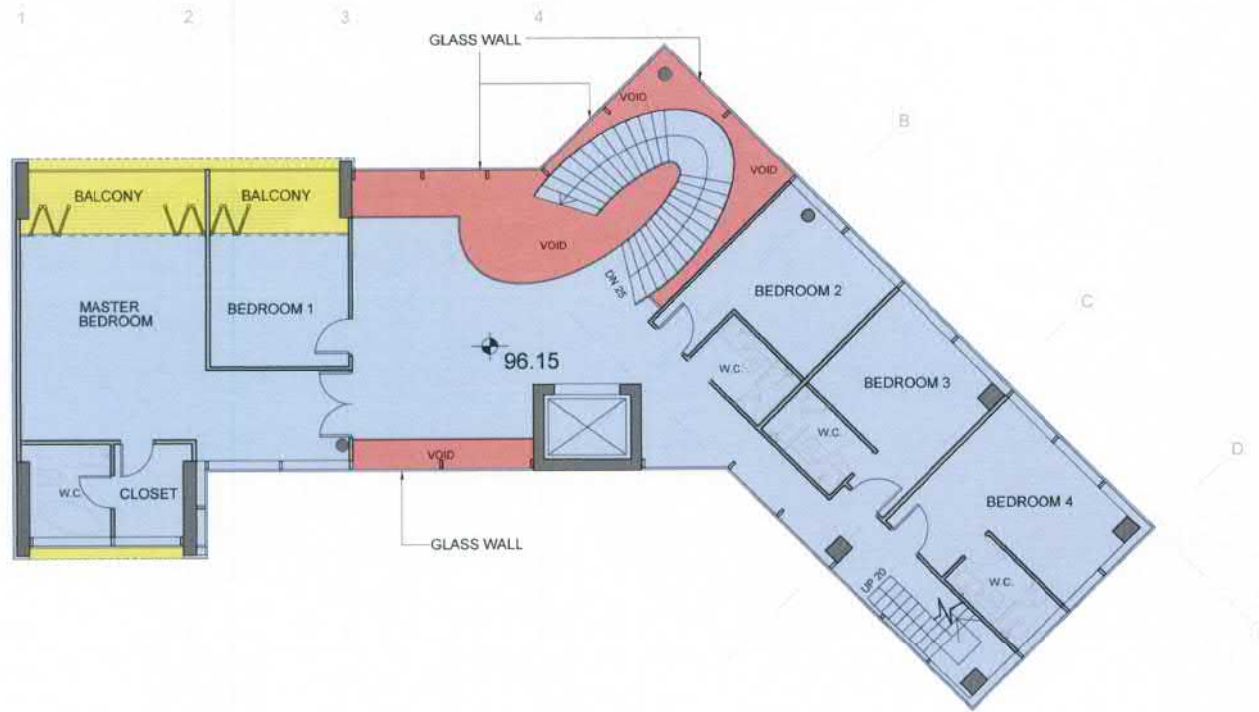 1
2
3
4
GLASS WALL
VOID
B
VOID
BALCONY
BALCONY
VOID
DN 25
BEDROOM 2
C
MASTER
BEDROOM
BEDROOM 1
96.15
W.C.
BEDROOM 3
W.C.
VOID
D
W.C.
CLOSET
BEDROOM 4
GLASS WALL
UP 20
W.C.